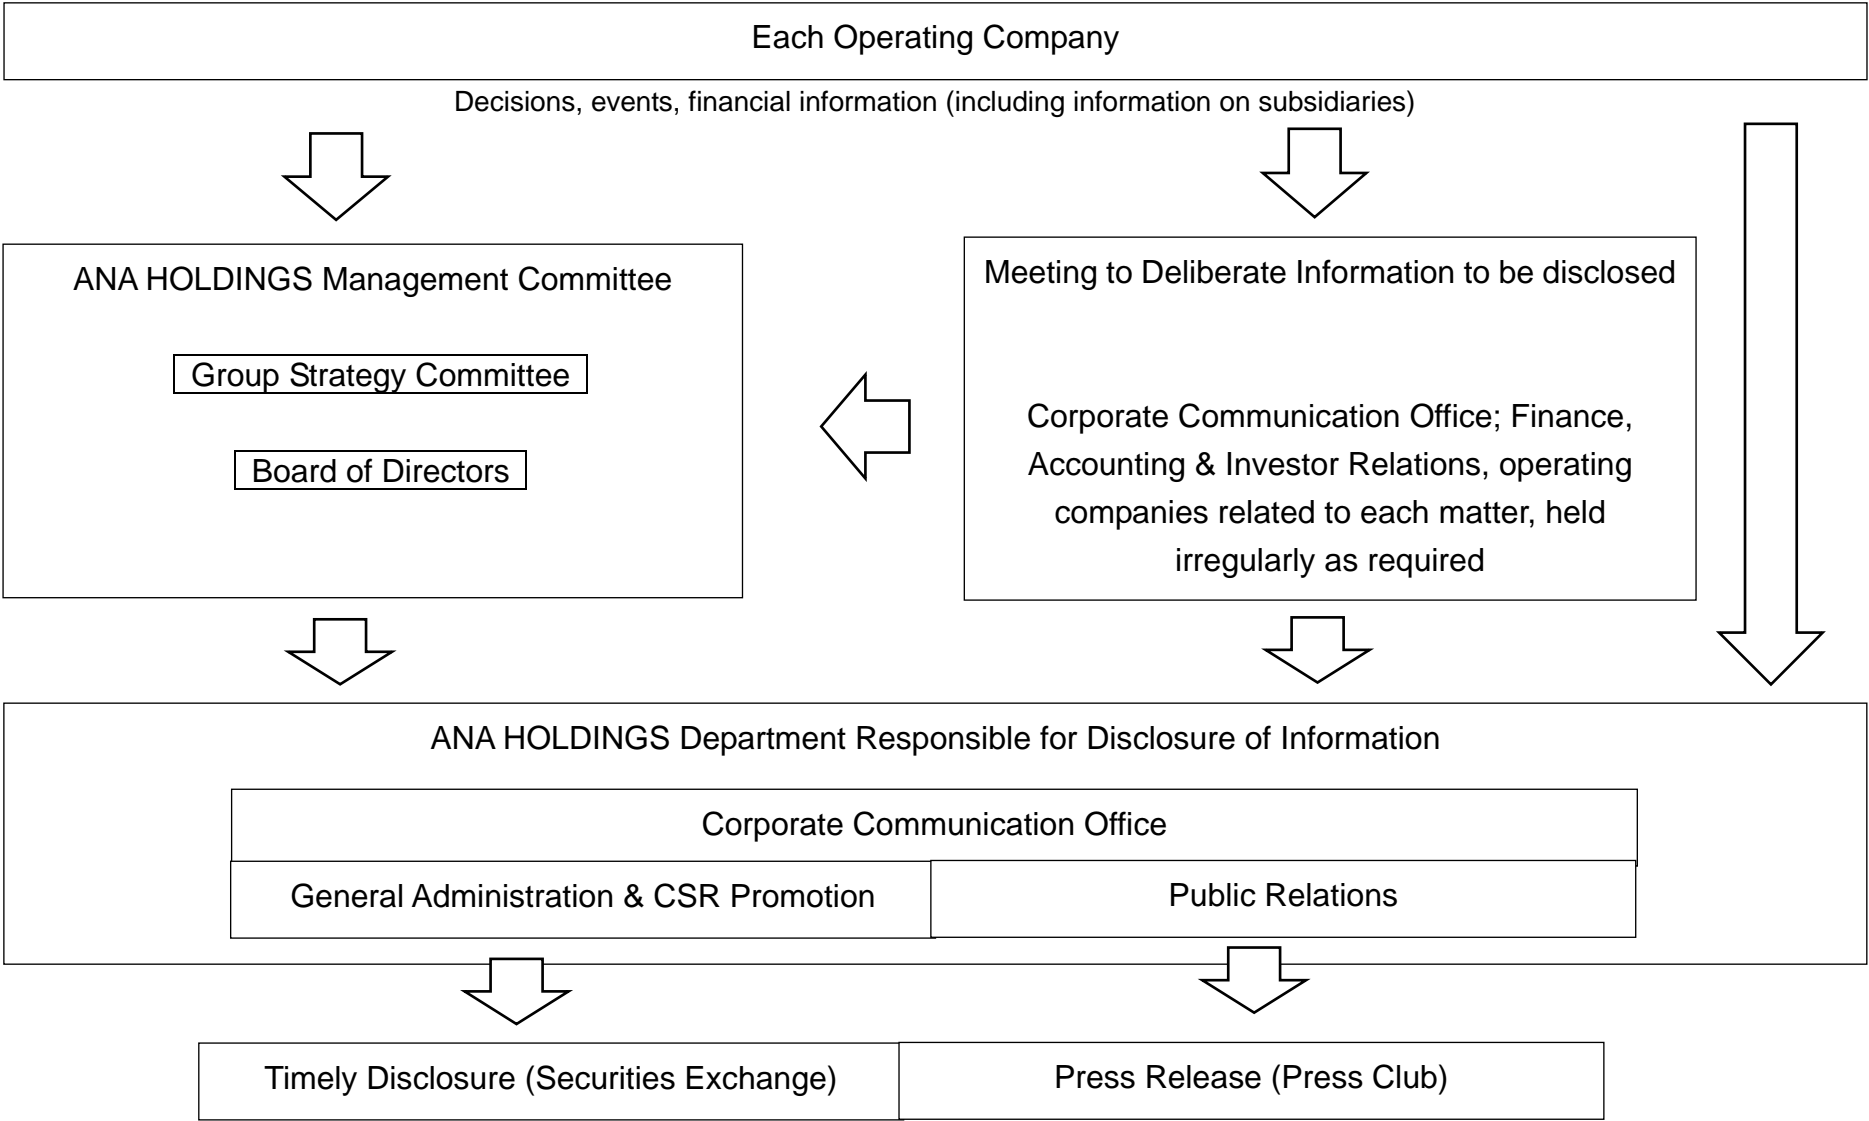 Each Operating Company
Decisions, events, financial information (including information on subsidiaries)
ANA HOLDINGS Management Committee
Group Strategy Committee
Board of Directors
Meeting to Deliberate Information to be disclosed
Corporate Communication Office; Finance,
Accounting & Investor Relations, operating
companies related to each matter, held
irregularly as required
ANA HOLDINGS Department Responsible for Disclosure of Information
Corporate Communication Office
General Administration & CSR Promotion
Public Relations
Timely Disclosure (Securities Exchange)
Press Release (Press Club)